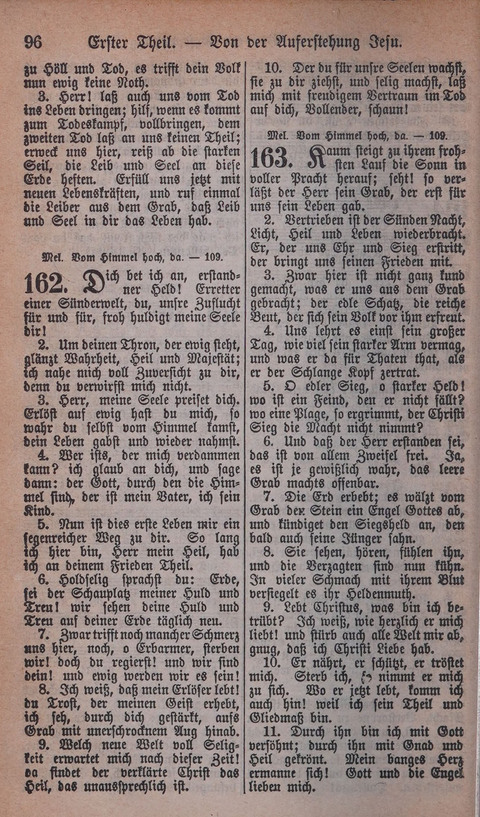 96 Erster Theil. — Von der Auferstehung Jesu.
zu Höll und Tod, es trifft dein Volk
nun ewig keine Noth.
3. Herr! laß auch uns vom Tod
ins Leben dringen; hilf, wenn es kommt
zum Todeskampf, vollbringen, dem
zweiten Tod laß an uns keinen Theil;
erweck uns hier, reiß ab die starken
Seil, die Leib und Seel an diese
Erde heften. Erfüll uns jetzt mit
neuen Lebenskräften, und ruf einmal
die Leiber aus dem Grab, daß Leib
und Seel in dir das Leben hab.
Mel. Vom Himmel hoch, da. — 109.
162. Dich bet ich an, erstand-
ner Held! Erretter
einer Sünderwelt, du, unsre Zuflucht
für und für, froh huldigt meine Seele
dir!
2. Um deinen Thron, der ewig steht,
glänzt Wahrheit, Heil und Majestät;
ich nahe mich voll Zuversicht zu dir,
denn du verwirfst mich nicht.
3. Herr, meine Seele preiset dich.
Erlöst auf ewig hast du mich, so
wahr du selbst vom Himmel kamst,
dein Leben gabst und wieder nahmst.
4. Wer ists, der mich verdammen
kann? ich glaub an dich, und sage
dann: der Gott, durch den die Him-
mel sind, der ist mein Vater, ich sein
Kind.
5. Nun ist dies erste Leben mir ein
segenreicher Weg zu dir. So lang
ich hier bin, Herr mein Heil, hab
ich an deinem Frieden Theil.
6. Holdselig sprachst du: Erde,
sei der Schauplatz meiner Huld und
Treu! wir sehen deine Huld und
Treu auf deiner Erde täglich neu.
7. Zwar trifft noch mancher Schmerz
uns hier, noch, o Erbarmer, sterben
wir! doch du regierst! und wir sind
dein! und ewig werden wir es sein!
8. Ich weiß, daß mein Erlöser lebt!
du Trost, der meinen Geist erhebt,
ich seh, durch dich gestärkt, aufs
Grab mit unerschrocknem Aug hinab.
9. Welch neue Welt voll Selig-
keit erwartet mich nach dieser Zeit!
da findet der verklärte Christ das
Heil, das unaussprechlich ist.
10. Der du für unsre Seelen wachst,
sie zu dir ziehst, und selig machst, laß
mich mit freudigem Vertraun im Tod
auf dich, Vollender, schaun!
Mel. Vom Himmel hoch, da. — 109.
163. Kaum steigt zu ihrem froh-
sten Lauf die Sonn in
voller Pracht herauf; seht! so ver-
läßt der Herr sein Grab, der erst für
uns sein Leben gab.
2. Vertrieben ist der Sünden Nacht,
Licht, Heil und Leben wiederbracht.
Er, der uns Ehr und Sieg erstritt,
der bringt uns seinen Frieden mit.
3. Zwar hier ist nicht ganz kund
gemacht, was er uns aus dem Grab
gebracht; der edle Schatz, die reiche
Beut, der sich sein Volk vor ihm erfreut.
4. Uns lehrt es einst sein großer
Tag, wie viel sein starker Arm vermag,
und was er da für Thaten that, als
er der Schlange Kopf zertrat.
5. O edler Sieg, o starker Held!
wo ist ein Feind, den er nicht fällt?
wo eine Plage, so ergrimmt, der Christi
Sieg die Macht nicht nimmt?
6. Und daß der Herr erstanden sei,
das ist von allem Zweifel frei. Ja,
es ist je gewißlich wahr, das leere
Grab machts offenbar.
7. Die Erd erbebt; es wälzt vom
Grab den Stein ein Engel Gottes ab,
und kündiget den Siegsheld an, den
bald auch seine Jünger sahn.
8. Sie sehen, hören, fühlen ihn,
und die Verzagten sind nun kühn.
In vieler Schmach mit ihrem Blut
versiegelt es ihr Heldenmuth.
9. Lebt Christus, was bin ich be-
trübt? Ich weiß, wie herzlich er mich
liebt! und stürb auch alle Welt mir ab,
gnug, daß ich Christi Liebe hab.
10. Er nährt, er schützt, er tröstet
mich. Sterb ich, so nimmt er mich
zu sich. Wo er jetzt lebt, komm ich
auch hin! weil ich sein Theil und
Gliedmaß bin.
11. Durch ihn bin ich mit Gott
versöhnt; durch ihn mit Gnad und
Heil gekrönt. Mein banges Herz
ermanne sich! Gott und die Engel
lieben mich.